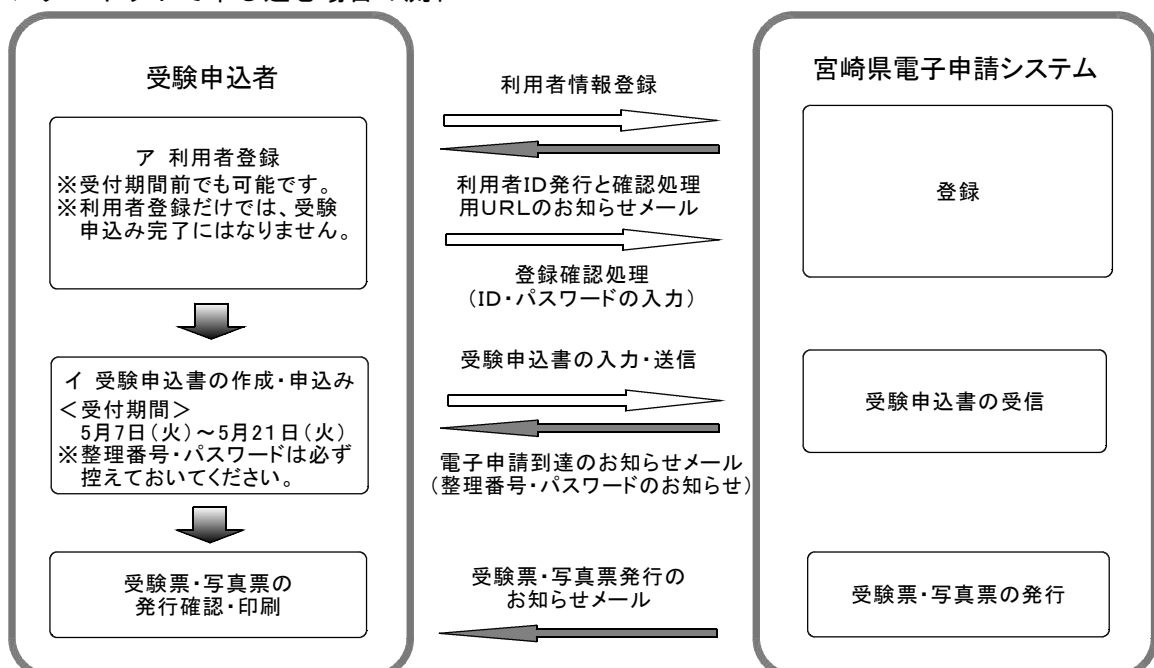 受験申込者
ア 利用者登録
※受付期間前でも可能です。
※利用者登録だけでは、受験
申込み完了にはなりません。
イ 受験申込書の作成・申込み
＜受付期間＞
5月7日（火）～5月21日（火）
※整理番号・パスワードは必ず
控えておいてください。
受験票・写真票の
発行確認・印刷
利用者情報登録
利用者ID発行と確認処理
用URLのお知らせメール
登録確認処理
（ID・パスワードの入力）
受験申込書の入力・送信
電子申請到達のお知らせメール
（整理番号・パスワードのお知らせ）
受験票・写真票発行の
お知らせメール
宮崎県電子申請システム
登録
受験申込書の受信
受験票・写真票の発行